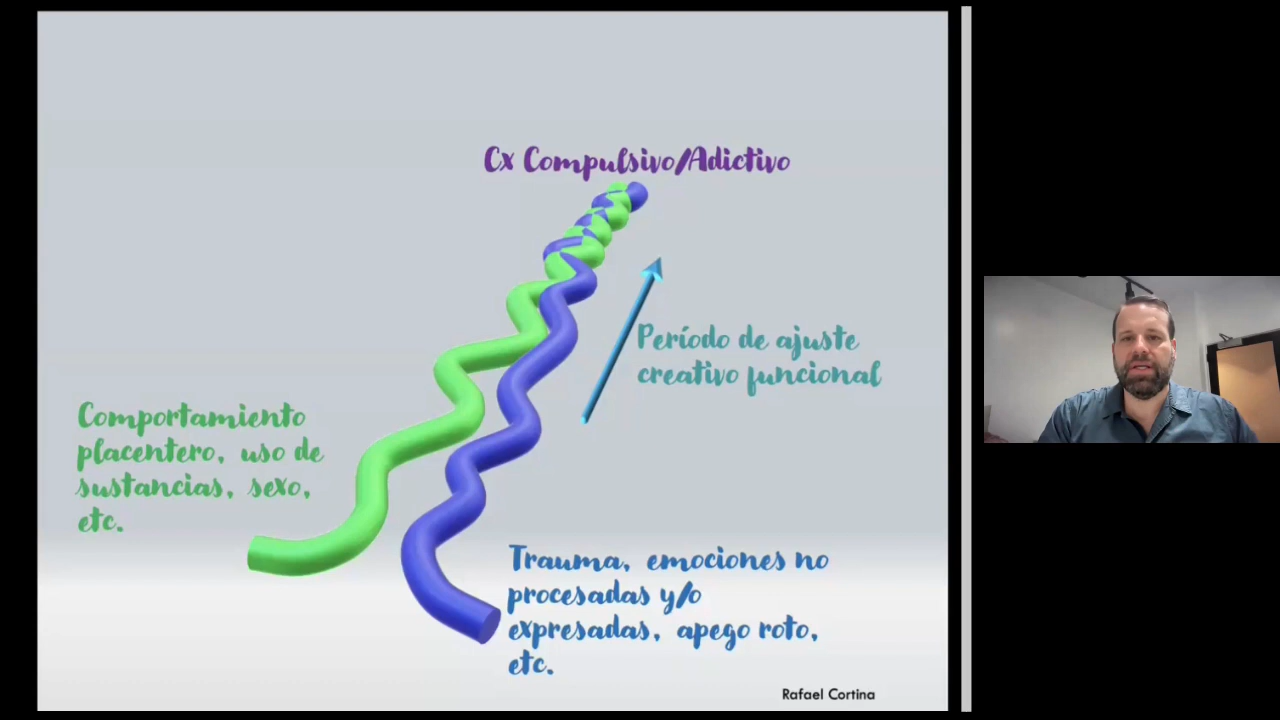 Cx Compulsivo/Adictivo
Período de ajuste
creativo funcional
Comportamiento
placentero, uso de
sustancias, sexo,
etc.
Trauma, emociones no
procesadas y/o
expresadas, apego roto,
etc.
Rafael Cortina